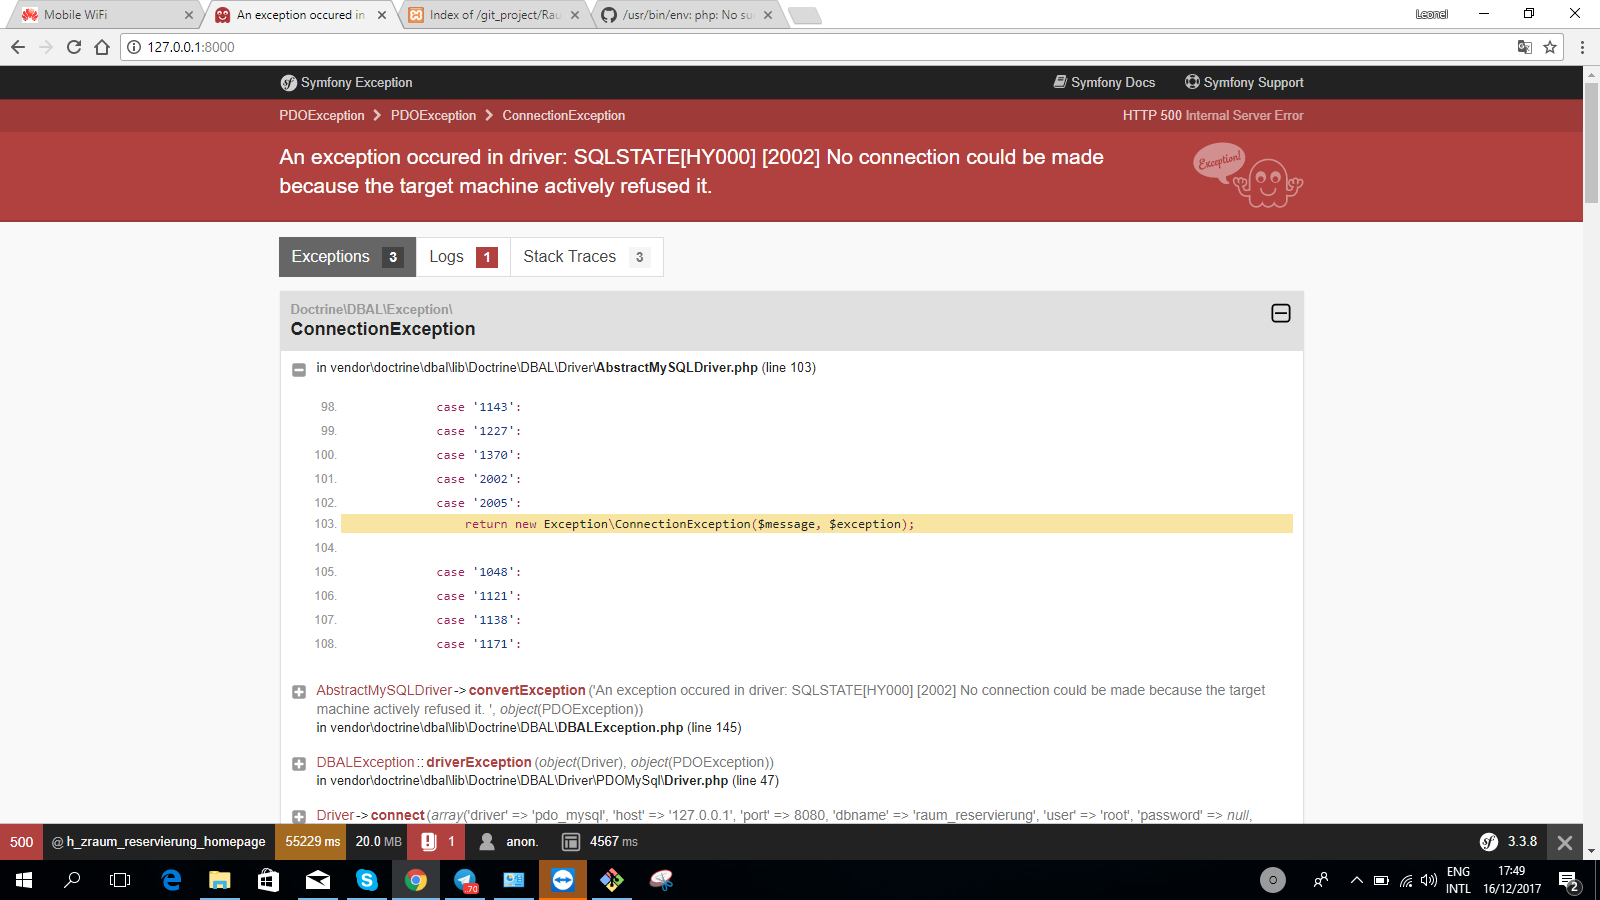 Mobile WiFi
An exception occured in
Index of /git_project/Rau
/usr/bin/env: php: No su
Leonel
127.0.0.1:8000
Symfony Exception
Symfony Docs
Symfony Support
PDOException
PDOException
ConnectionException
HTTP 500 Internal Server Error
An exception occured in driver: SQLSTATE[HY000] [2002] No connection could be made
because the target machine actively refused it.
Exception!
Exceptions 3
Logs 1
Stack Traces 3
Doctrine\DBAL\Exception\
ConnectionException
in vendor\doctrine\dbal\lib\Doctrine\DBAL\Driver\AbstractMySQLDriver.php (line 103)
98. case '1143':
99. case '1227':
100. case '1370':
101. case '2002':
102. case '2005':
103. return new Exception\ConnectionException($message, $exception);
104.
105. case '1048':
106. case '1121':
107. case '1138':
108. case '1171':
AbstractMySQLDriver->convertException('An exception occured in driver: SQLSTATE[HY000] [2002] No connection could be made because the target
machine actively refused it. ', object(PDOException))
in vendor\doctrine\dbal\lib\Doctrine\DBAL\DBALException.php (line 145)
DBALException::driverException(object(Driver), object(PDOException))
in vendor\doctrine\dbal\lib\Doctrine\DBAL\Driver\PDOMySql\Driver.php (line 47)
Driver->connect(array('driver' => 'pdo_mysql', 'host' => '127.0.0.1', 'port' => 8080, 'dbname' => 'raum_reservierung', 'user' => 'root', 'password' => null,
500
@ h_zraum_reservierung_homepage
55229 ms
20.0 MB
1
anon.
4567 ms
3.3.8
70
ENG
INTL
17:49
16/12/2017
2